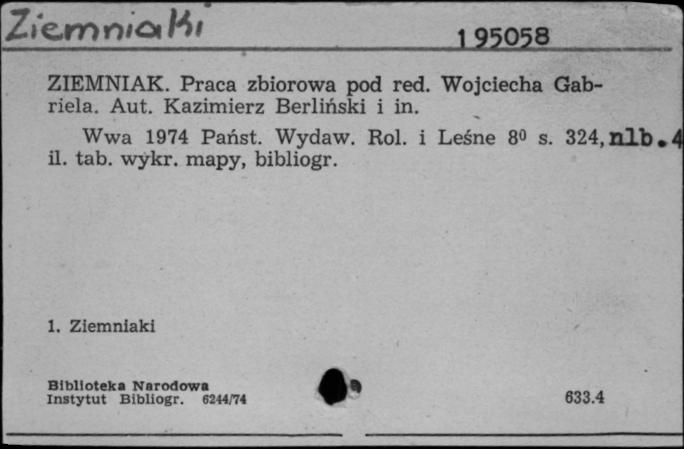 Ziemniaki
195058
ZIEMNIAK. Praca zbiorowa pod red. Wojciecha Gab-
riela. Aut. Kazimierz Berliński i in.
Wwa 1974 Państ. Wydaw. Rol. i Leśne 8⁰ s. 324, nlb. 4
il. tab. wykr. mapy, bibliogr.
1. Ziemniaki
Biblioteka Narodowa
Instytut Bibliogr. 6244/74
633.4